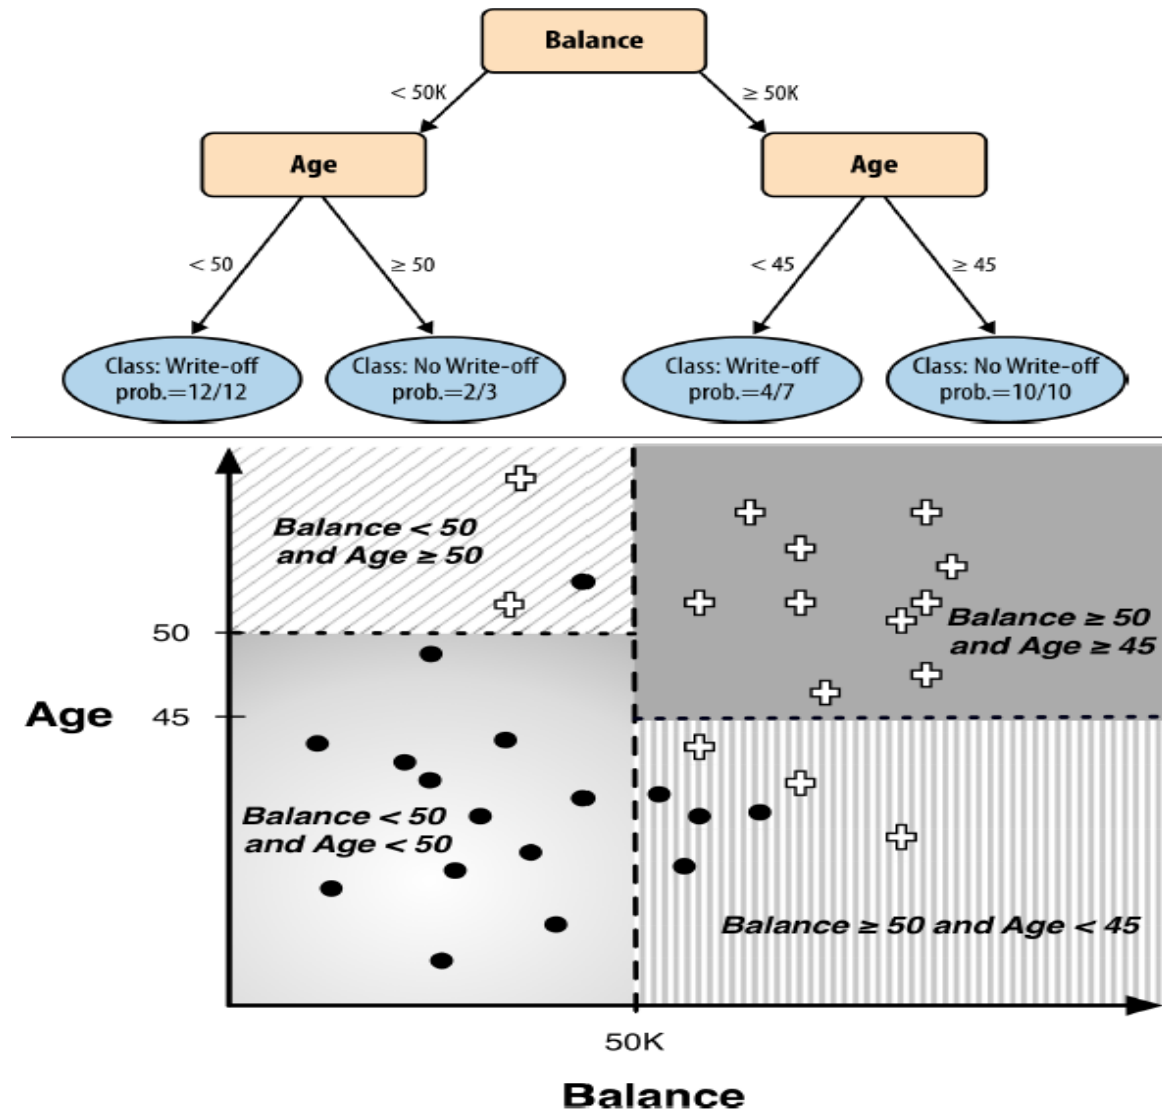 Balance
< 50K
≥ 50K
Age
Age
< 50
≥ 50
< 45
≥ 45
Class: Write-off
prob.=12/12
Class: No Write-off
prob.=2/3
Class: Write-off
prob.=4/7
Class: No Write-off
prob.=10/10
Balance < 50
and Age ≥ 50
Balance ≥ 50
and Age ≥ 45
50
Age
45
Balance < 50
and Age < 50
Balance ≥ 50 and Age < 45
50K
Balance